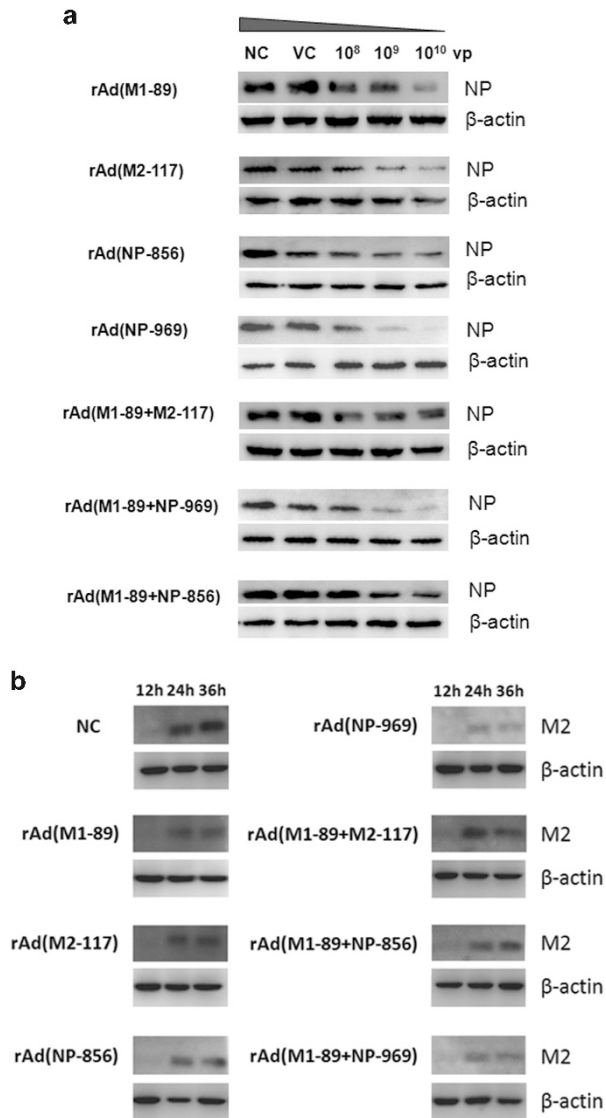 a
NC VC 10⁸ 10⁹ 10¹⁰ vp
rAd(M1-89) NP
β-actin
rAd(M2-117) NP
β-actin
rAd(NP-856) NP
β-actin
rAd(NP-969) NP
β-actin
rAd(M1-89+M2-117) NP
β-actin
rAd(M1-89+NP-969) NP
β-actin
rAd(M1-89+NP-856) NP
β-actin
b
12h 24h 36h 12h 24h 36h
NC rAd(NP-969) M2
β-actin
rAd(M1-89) rAd(M1-89+M2-117) M2
β-actin
rAd(M2-117) rAd(M1-89+NP-856) M2
β-actin
rAd(NP-856) rAd(M1-89+NP-969) M2
β-actin